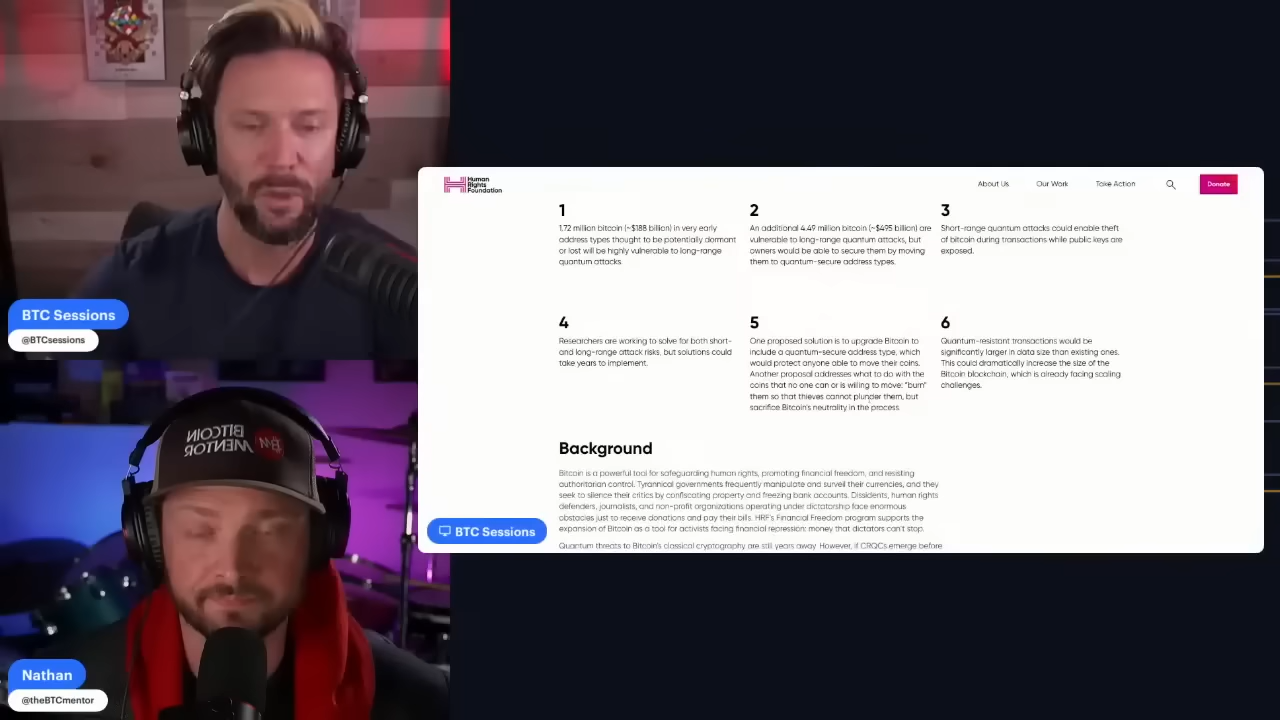 BTC Sessions
@BTCsessions
BITCOIN
MENTOR
Nathan
@theBTCmentor
Human
Rights
Foundation
About Us
Our Work
Take Action
Donate
1
1.72 million bitcoin (~$188 billion) in very early
address types thought to be potentially dormant
or lost will be highly vulnerable to long-range
quantum attacks.
2
An additional 4.49 million bitcoin (~$495 billion) are
vulnerable to long-range quantum attacks, but
owners would be able to secure them by moving
them to quantum-secure address types.
3
Short-range quantum attacks could enable theft
of bitcoin during transactions while public keys are
exposed.
4
Researchers are working to solve for both short-
and long-range attack risks, but solutions could
take years to implement.
5
One proposed solution is to upgrade Bitcoin to
include a quantum-secure address type, which
would protect anyone able to move their coins.
Another proposal addresses what to do with the
coins that no one can or is willing to move: "burn"
them so that thieves cannot plunder them, but
sacrifice Bitcoin's neutrality in the process.
6
Quantum-resistant transactions would be
significantly larger in data size than existing ones.
This could dramatically increase the size of the
Bitcoin blockchain, which is already facing scaling
challenges.
Background
Bitcoin is a powerful tool for safeguarding human rights, promoting financial freedom, and resisting
authoritarian control. Tyrannical governments frequently manipulate and surveil their currencies, and they
seek to silence their critics by confiscating property and freezing bank accounts. Dissidents, human rights
defenders, journalists, and non-profit organizations operating under dictatorship face enormous
obstacles just to receive donations and pay their bills. HRF's Financial Freedom program supports the
expansion of Bitcoin as a tool for activists facing financial repression: money that dictators can't stop.
Quantum threats to Bitcoin's classical cryptography are still years away. However, if CRQCs emerge before
BTC Sessions